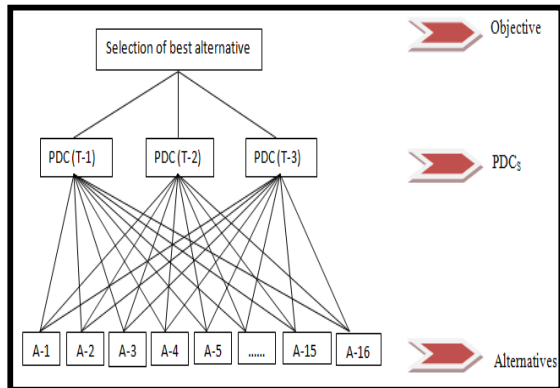 Objective
Selection of best alternative
PDC (T-1) PDC (T-2) PDC (T-3) PDCs
A-1 A-2 A-3 A-4 A-5 ...... A-15 A-16
Alternatives